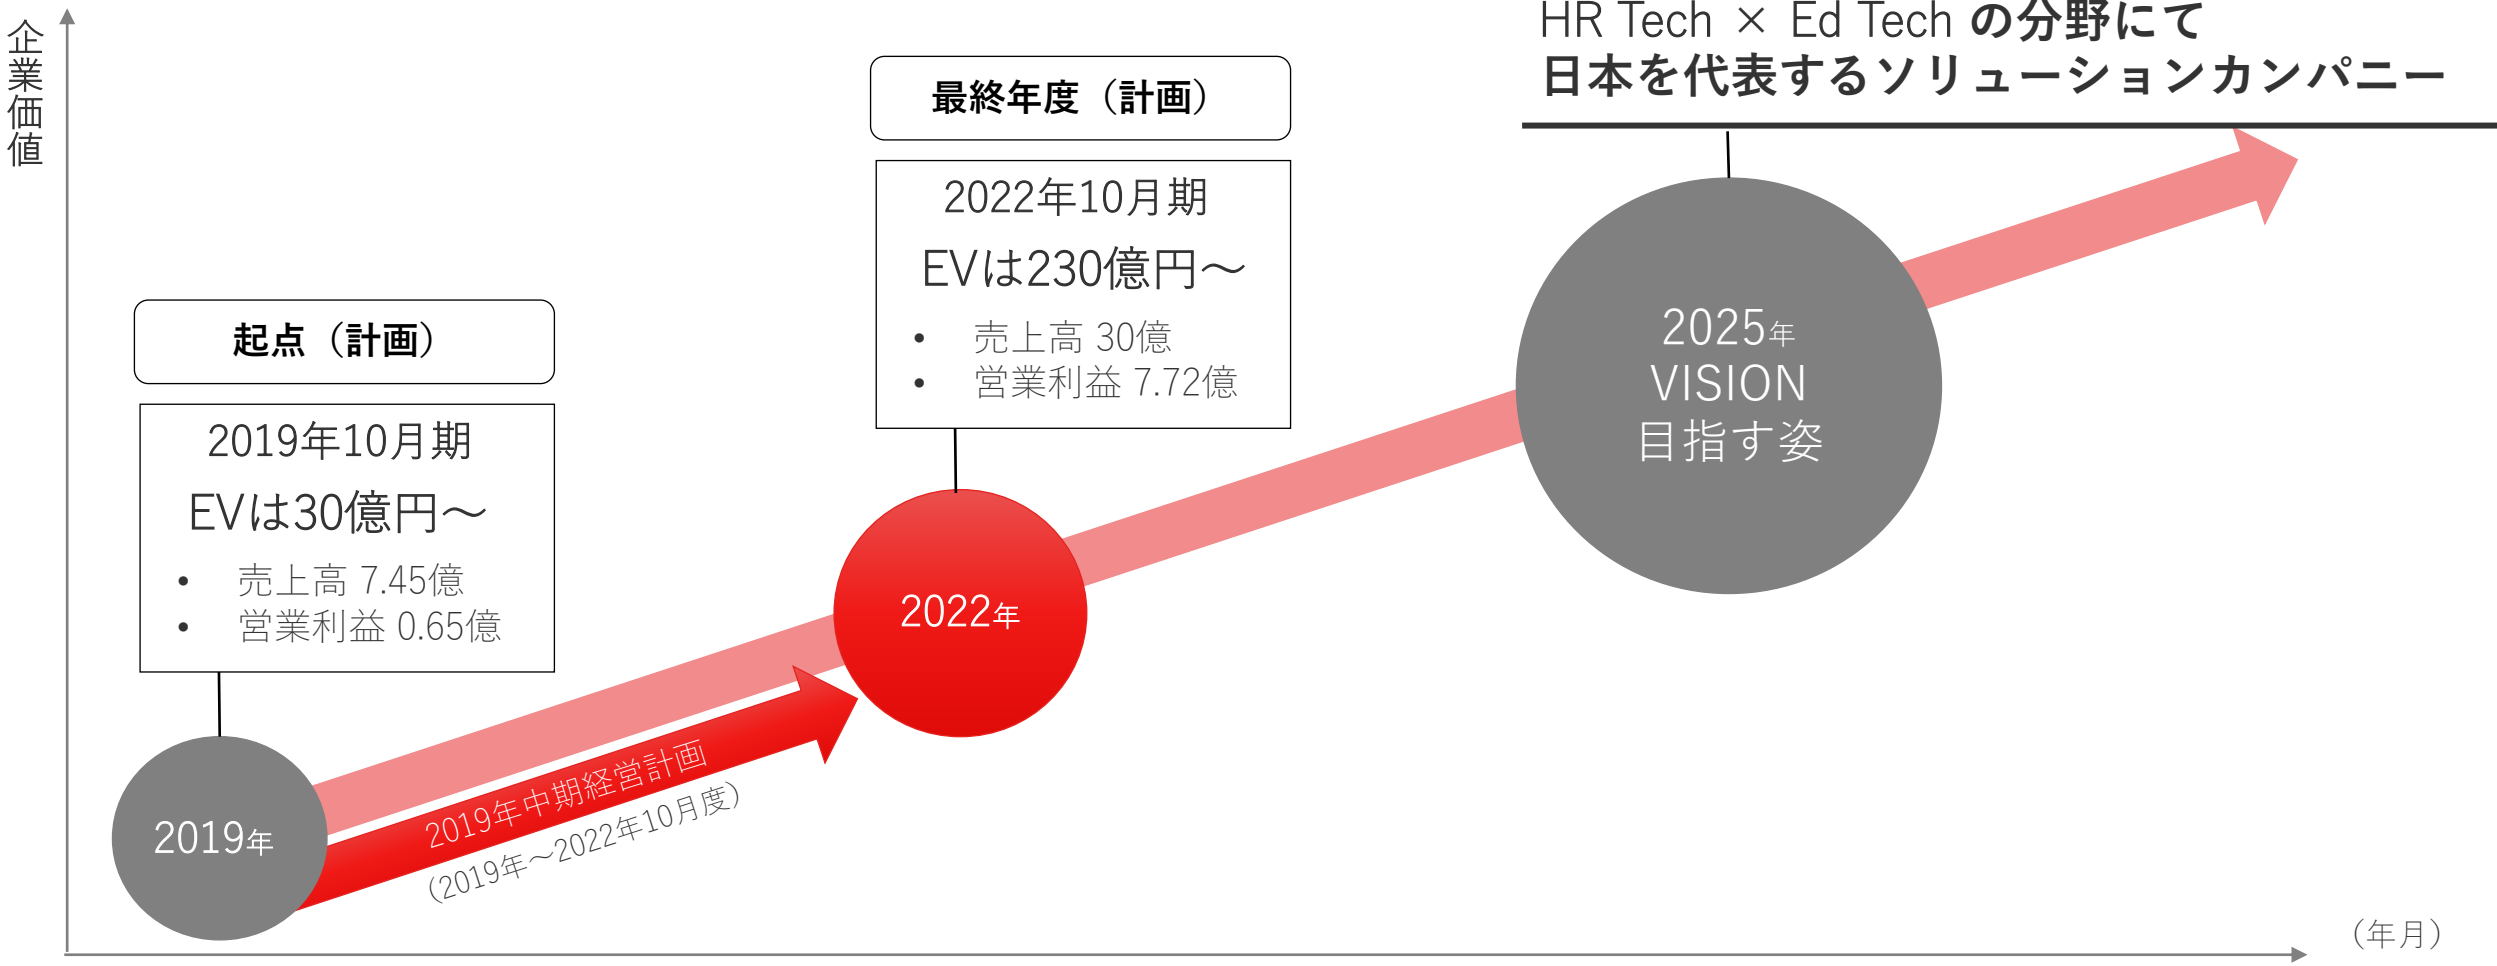 企業価値
HR Tech × Ed Tech の分野にて
日本を代表するソリューションカンパニー
最終年度（計画）
2022年10月期
EVは230億円～
• 売上高 30億
• 営業利益 7.72億
起点（計画）
2019年10月期
EVは30億円～
• 売上高 7.45億
• 営業利益 0.65億
2025年
VISION
目指す姿
2022年
2019年
2019年中期経営計画
（2019年～2022年10月度）
（年月）